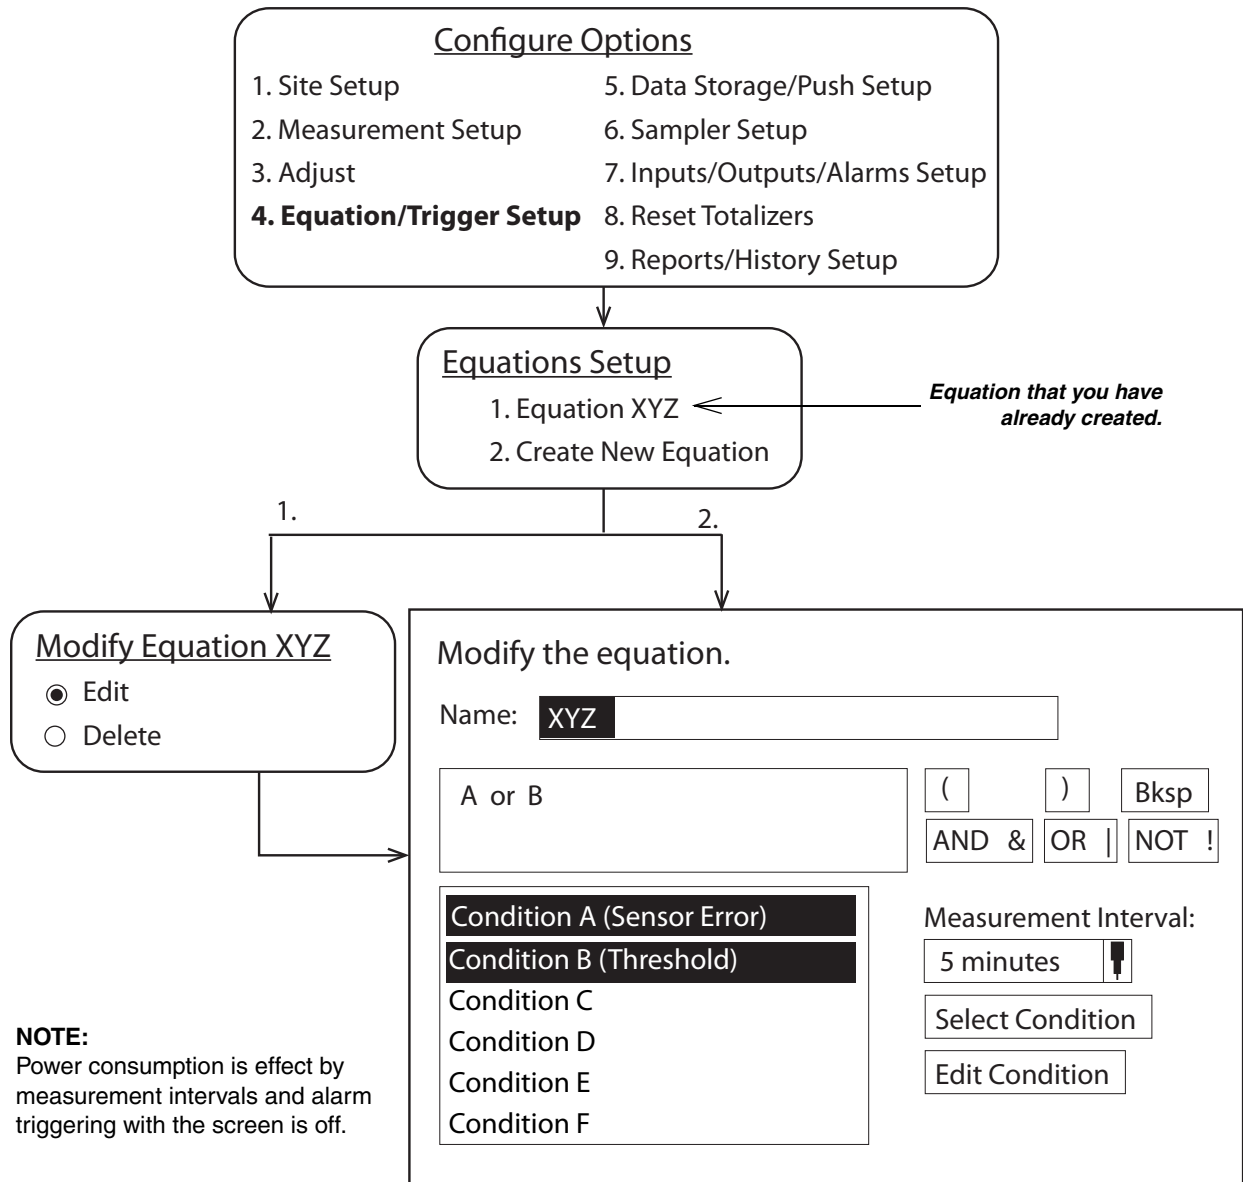 Configure Options
1. Site Setup
2. Measurement Setup
3. Adjust
4. Equation/Trigger Setup
5. Data Storage/Push Setup
6. Sampler Setup
7. Inputs/Outputs/Alarms Setup
8. Reset Totalizers
9. Reports/History Setup
Equations Setup
1. Equation XYZ
2. Create New Equation
Equation that you have
already created.
1.
2.
Modify Equation XYZ
Edit
Delete
Modify the equation.
Name: XYZ
A or B
( ) Bksp
AND & OR | NOT !
Condition A (Sensor Error)
Condition B (Threshold)
Condition C
Condition D
Condition E
Condition F
Measurement Interval:
5 minutes
Select Condition
Edit Condition
NOTE:
Power consumption is effect by
measurement intervals and alarm
triggering with the screen is off.